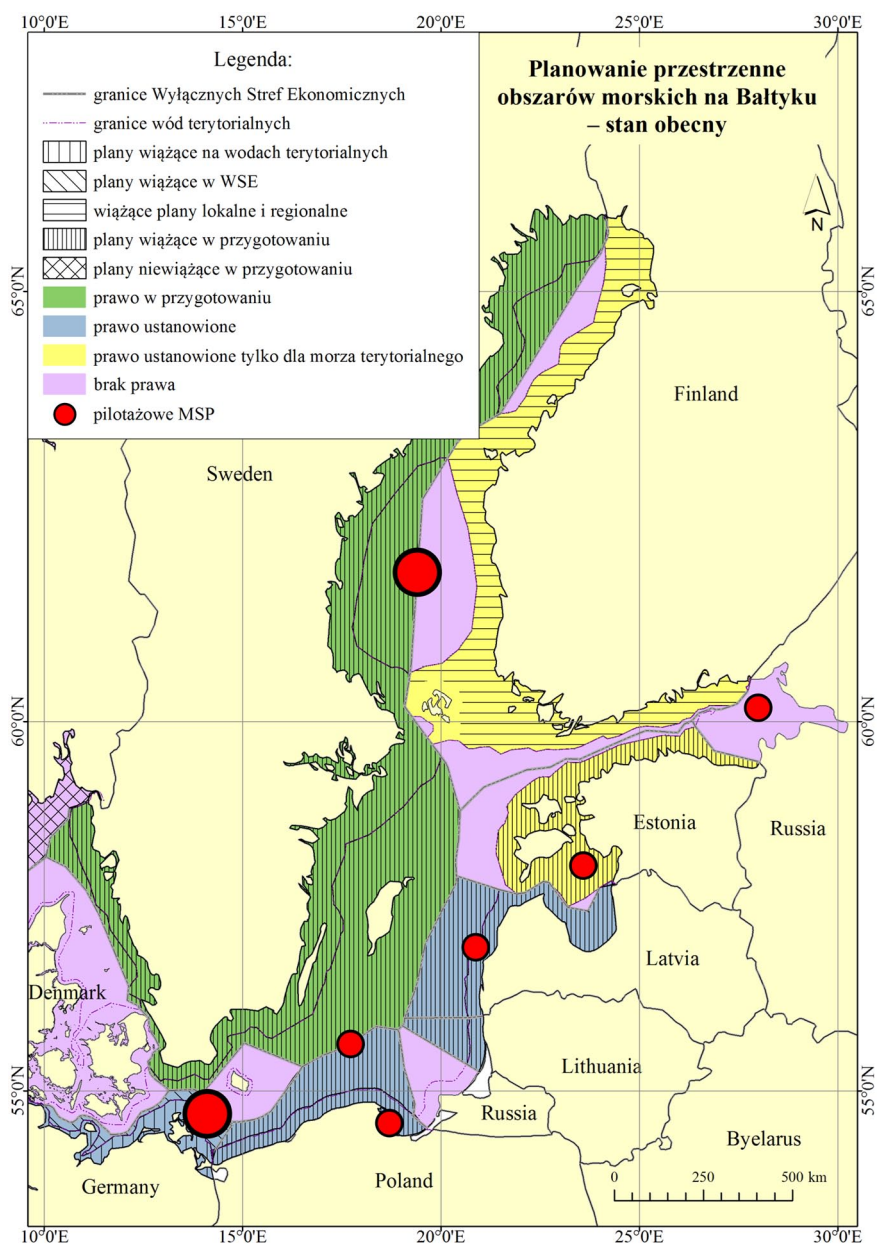 10°0'E 15°0'E 20°0'E 25°0'E 30°0'E
Legenda:
granice Wyłącznych Stref Ekonomicznych
granice wód terytorialnych
plany wiążące na wodach terytorialnych
plany wiążące w WSE
wiążące plany lokalne i regionalne
plany wiążące w przygotowaniu
plany niewiążące w przygotowaniu
prawo w przygotowaniu
prawo ustanowione
prawo ustanowione tylko dla morza terytorialnego
brak prawa
pilotażowe MSP
Planowanie przestrzenne
obszarów morskich na Bałtyku
– stan obecny
N
65°0'N 65°0'N
Finland
Sweden
60°0'N 60°0'N
Estonia
Russia
Latvia
Denmark
Lithuania
55°0'N 55°0'N
Russia
Byelarus
Poland
Germany
0 250 500 km
10°0'E 15°0'E 20°0'E 25°0'E 30°0'E